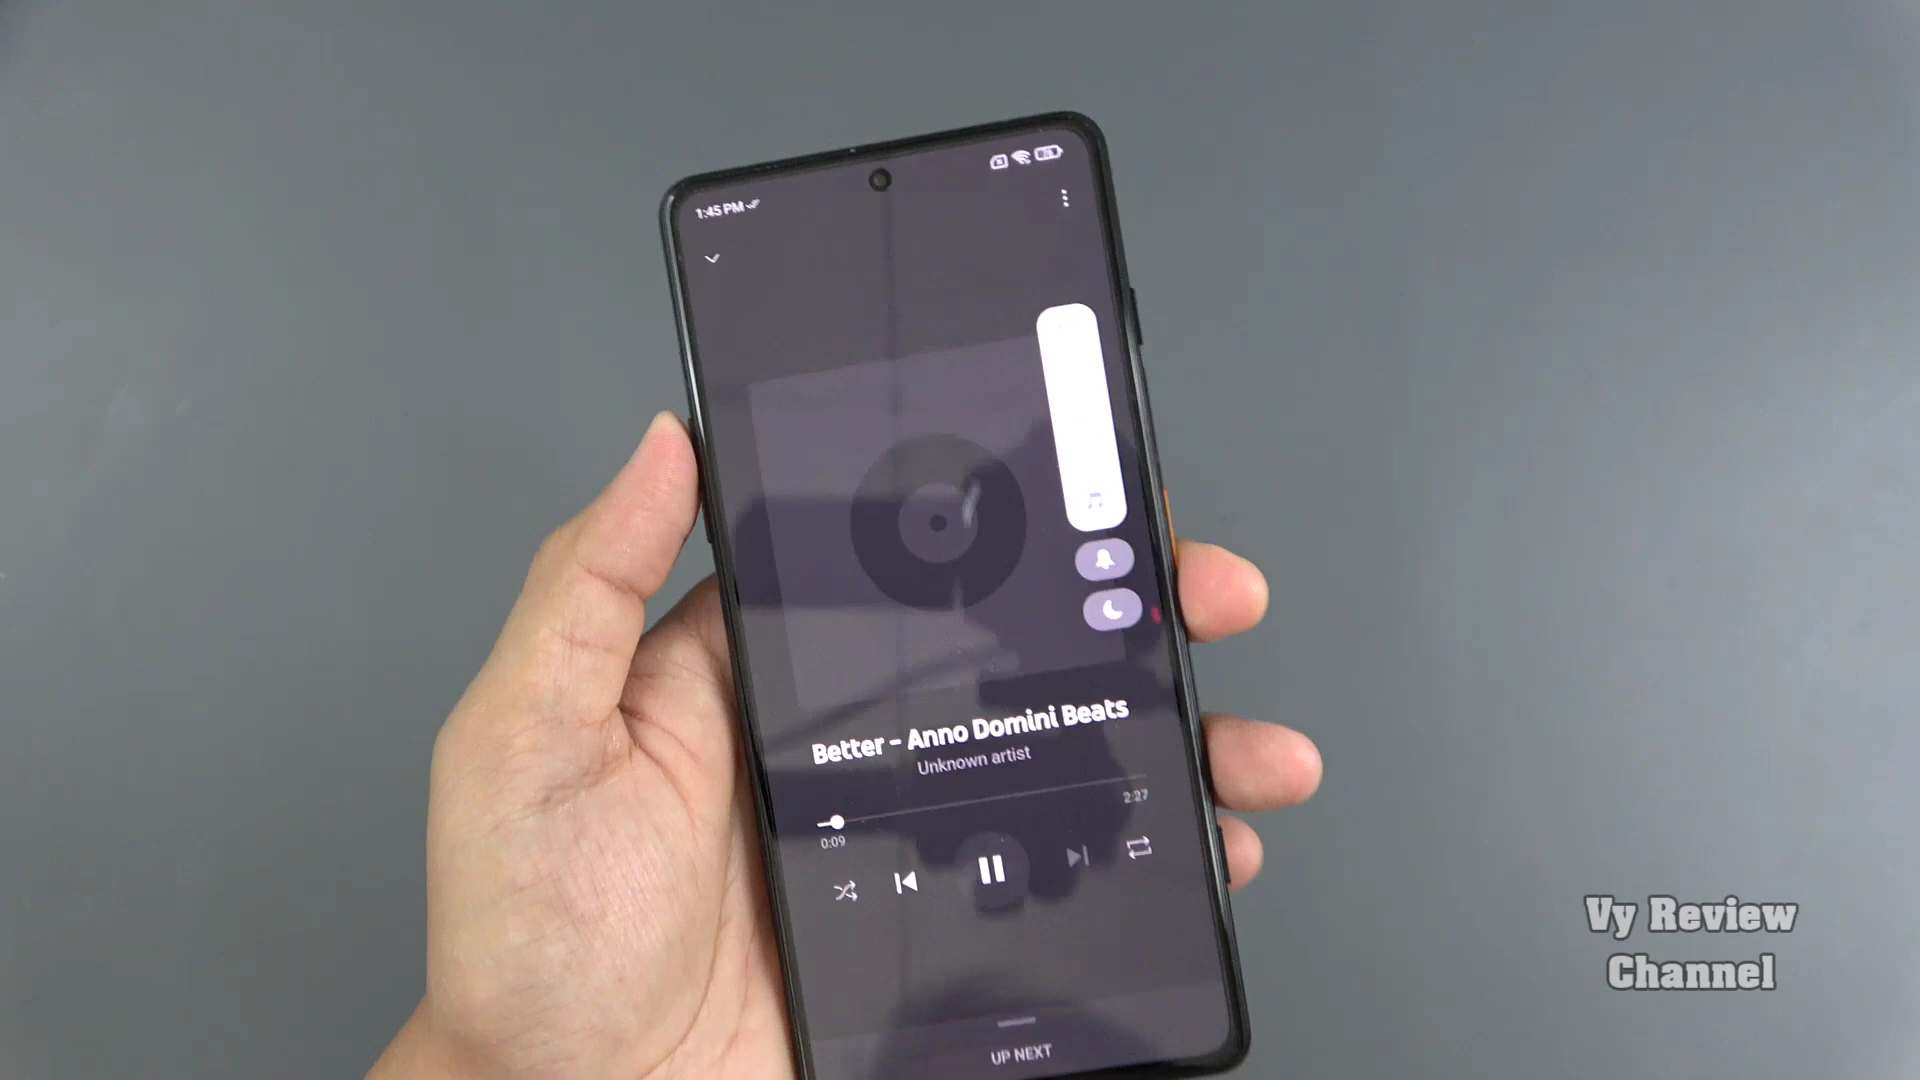 1:45 PM
Better - Anno Domini Beats
Unknown artist
0:09
2:27
UP NEXT
Vy Review
Channel